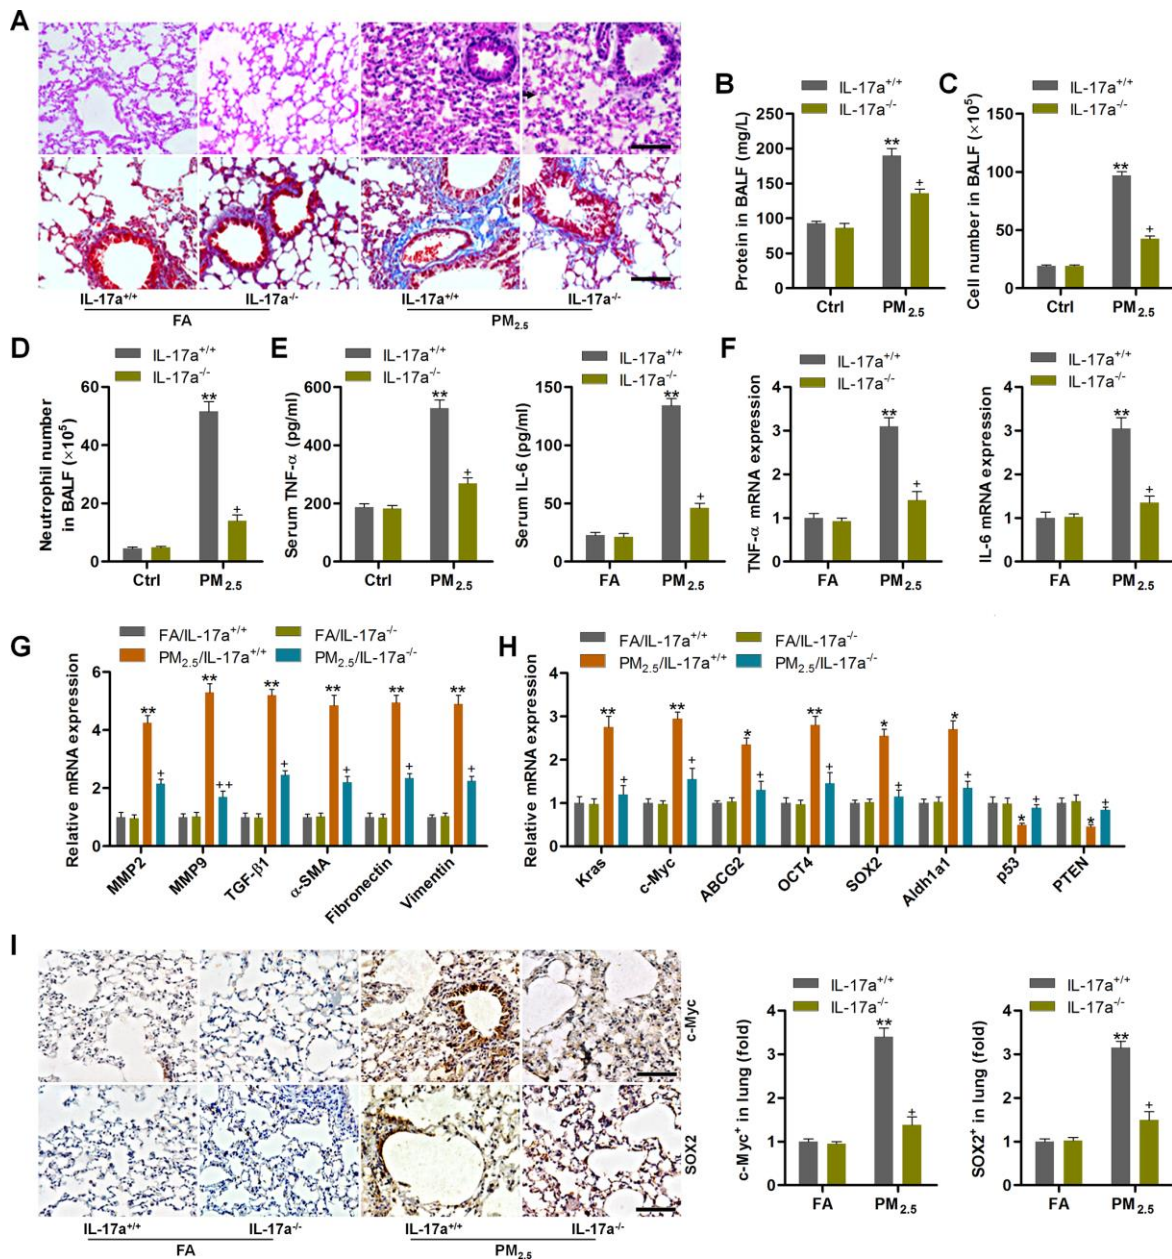 A
IL-17a+/+ IL-17a-/- IL-17a+/+ IL-17a-/-
FA PM2.5
B
IL-17a+/+
IL-17a-/-
Protein in BALF (mg/L)
250
200
150
100
50
0
**
+
Ctrl PM2.5
C
IL-17a+/+
IL-17a-/-
Cell number in BALF (×10⁵)
150
100
50
0
**
+
Ctrl PM2.5
D
IL-17a+/+
IL-17a-/-
Neutrophil number
in BALF (×10⁵)
60
40
20
0
**
+
Ctrl PM2.5
E
IL-17a+/+
IL-17a-/-
Serum TNF-α (pg/ml)
600
400
200
0
**
+
Ctrl PM2.5
IL-17a+/+
IL-17a-/-
Serum IL-6 (pg/ml)
150
100
50
0
**
+
FA PM2.5
F
IL-17a+/+
IL-17a-/-
TNF-α mRNA expression
4
3
2
1
0
**
+
FA PM2.5
IL-17a+/+
IL-17a-/-
IL-6 mRNA expression
4
3
2
1
0
**
+
FA PM2.5
G
FA/IL-17a+/+ FA/IL-17a-/-
PM2.5/IL-17a+/+ PM2.5/IL-17a-/-
Relative mRNA expression
6
4
2
0
** ** ** ** ** **
+ ++ + + + +
MMP2 MMP9 TGF-β1 α-SMA Fibronectin Vimentin
H
FA/IL-17a+/+ FA/IL-17a-/-
PM2.5/IL-17a+/+ PM2.5/IL-17a-/-
Relative mRNA expression
4
3
2
1
0
** ** * ** * * * *
+ + + + + + + +
Kras c-Myc ABCG2 OCT4 SOX2 Aldh1a1 p53 PTEN
I
c-Myc
SOX2
IL-17a+/+ IL-17a-/- IL-17a+/+ IL-17a-/-
FA PM2.5
IL-17a+/+
IL-17a-/-
c-Myc+ in lung (fold)
4
3
2
1
0
**
+
FA PM2.5
IL-17a+/+
IL-17a-/-
SOX2+ in lung (fold)
4
3
2
1
0
**
+
FA PM2.5